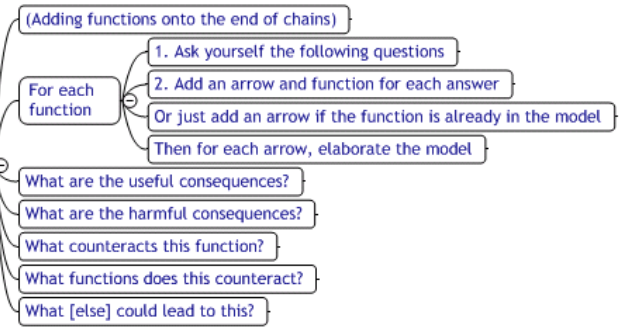 (Adding functions onto the end of chains)
For each
function
1. Ask yourself the following questions
2. Add an arrow and function for each answer
Or just add an arrow if the function is already in the model
Then for each arrow, elaborate the model
What are the useful consequences?
What are the harmful consequences?
What counteracts this function?
What functions does this counteract?
What [else] could lead to this?